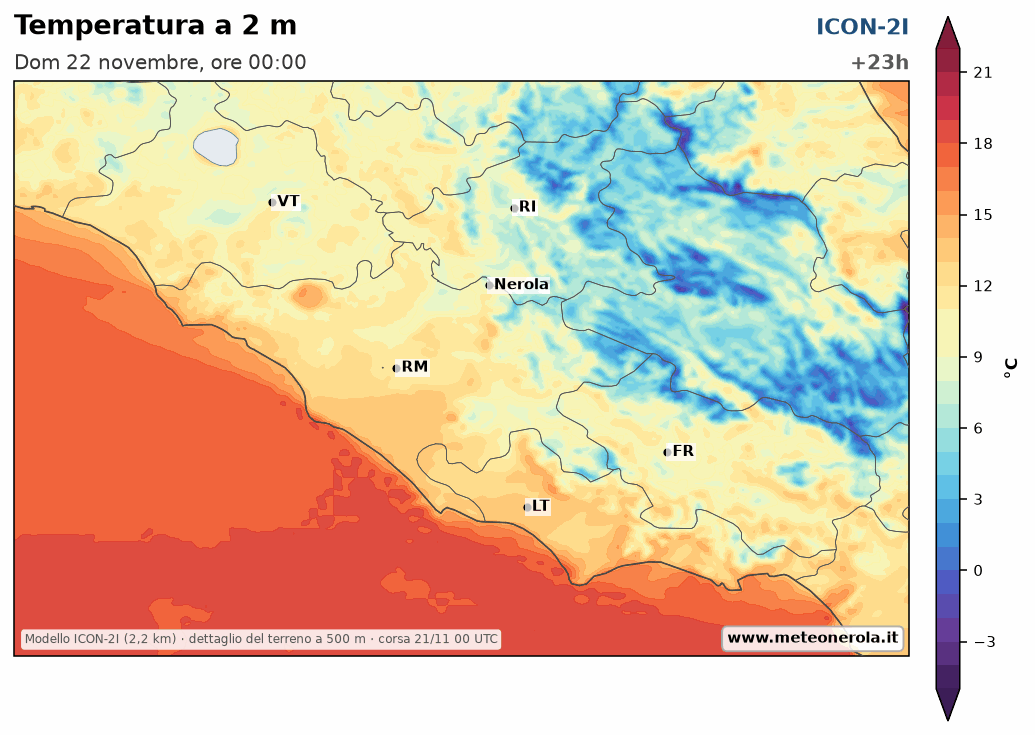 Temperatura a 2 m
ICON-2I
Dom 22 novembre, ore 00:00
+23h
VT
RI
Nerola
RM
FR
LT
21
18
15
12
9
6
3
0
−3
°C
Modello ICON-2I (2,2 km) · dettaglio del terreno a 500 m · corsa 21/11 00 UTC
www.meteonerola.it